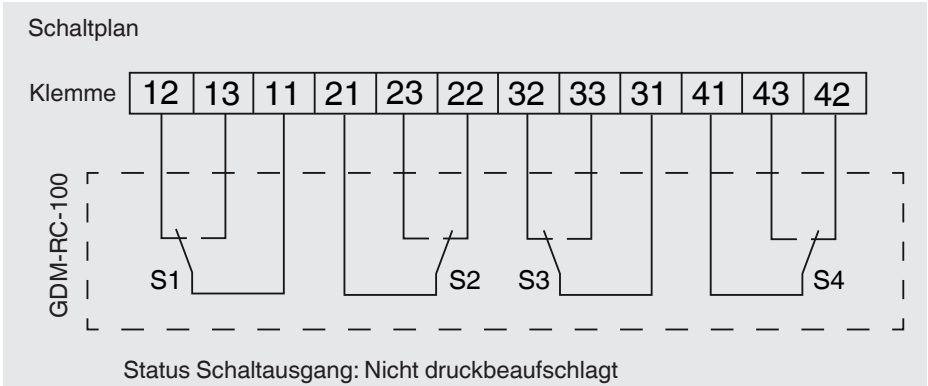 Schaltplan
Klemme 12 13 11 21 23 22 32 33 31 41 43 42
GDM-RC-100
S1 S2 S3 S4
Status Schaltausgang: Nicht druckbeaufschlagt